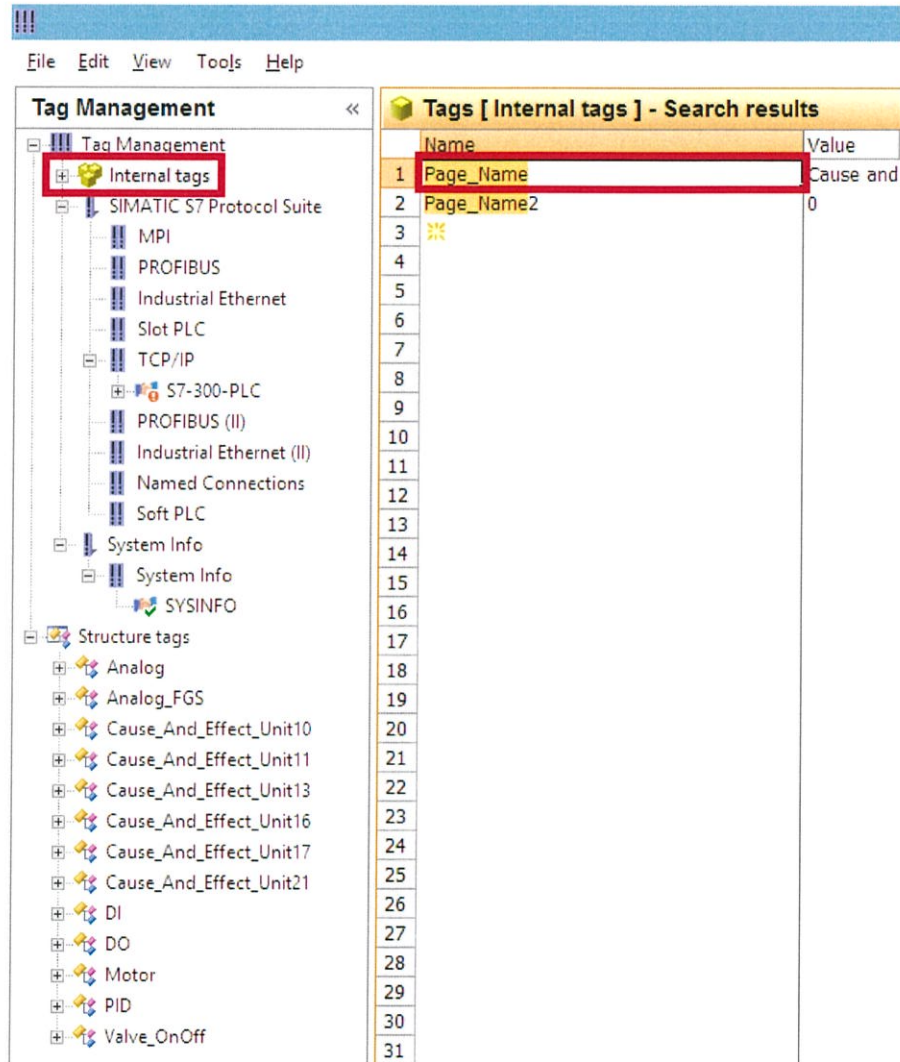 File Edit View Tools Help
Tag Management «
Tag Management
Internal tags
SIMATIC S7 Protocol Suite
MPI
PROFIBUS
Industrial Ethernet
Slot PLC
TCP/IP
S7-300-PLC
PROFIBUS (II)
Industrial Ethernet (II)
Named Connections
Soft PLC
System Info
System Info
SYSINFO
Structure tags
Analog
Analog_FGS
Cause_And_Effect_Unit10
Cause_And_Effect_Unit11
Cause_And_Effect_Unit13
Cause_And_Effect_Unit16
Cause_And_Effect_Unit17
Cause_And_Effect_Unit21
DI
DO
Motor
PID
Valve_OnOff
Tags [ Internal tags ] - Search results
Name Value
1 Page_Name Cause and
2 Page_Name2 0
3
4
5
6
7
8
9
10
11
12
13
14
15
16
17
18
19
20
21
22
23
24
25
26
27
28
29
30
31